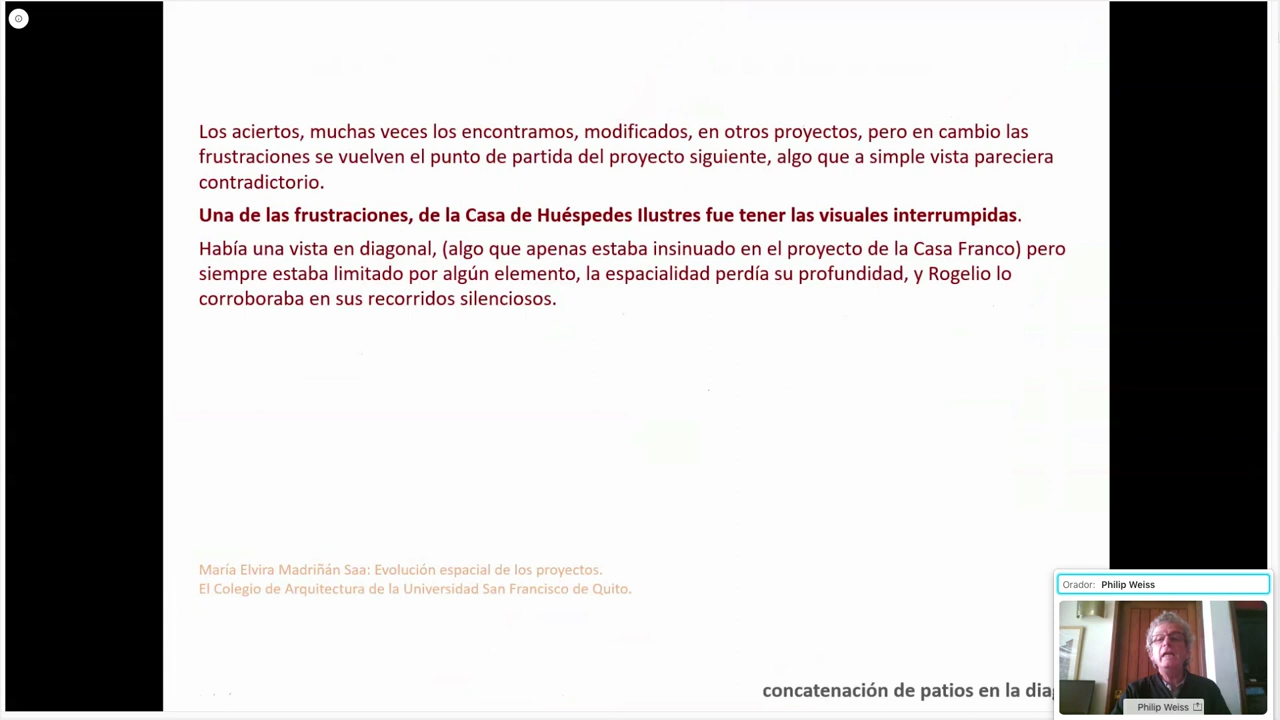 Los aciertos, muchas veces los encontramos, modificados, en otros proyectos, pero en cambio las
frustraciones se vuelven el punto de partida del proyecto siguiente, algo que a simple vista pareciera
contradictorio.
Una de las frustraciones, de la Casa de Huéspedes Ilustres fue tener las visuales interrumpidas.
Había una vista en diagonal, (algo que apenas estaba insinuado en el proyecto de la Casa Franco) pero
siempre estaba limitado por algún elemento, la espacialidad perdía su profundidad, y Rogelio lo
corroboraba en sus recorridos silenciosos.
María Elvira Madriñán Saa: Evolución espacial de los proyectos.
El Colegio de Arquitectura de la Universidad San Francisco de Quito.
Orador: Philip Weiss
concatenación de patios en la
Philip Weiss